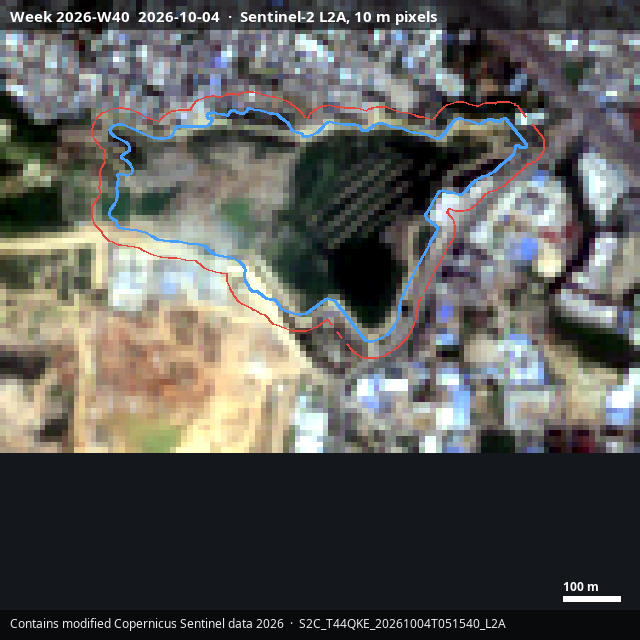 Week 2026-W40  2026-10-04  ·  Sentinel-2 L2A, 10 m pixels
100 m
Contains modified Copernicus Sentinel data 2026  ·  S2C_T44QKE_20261004T051540_L2A